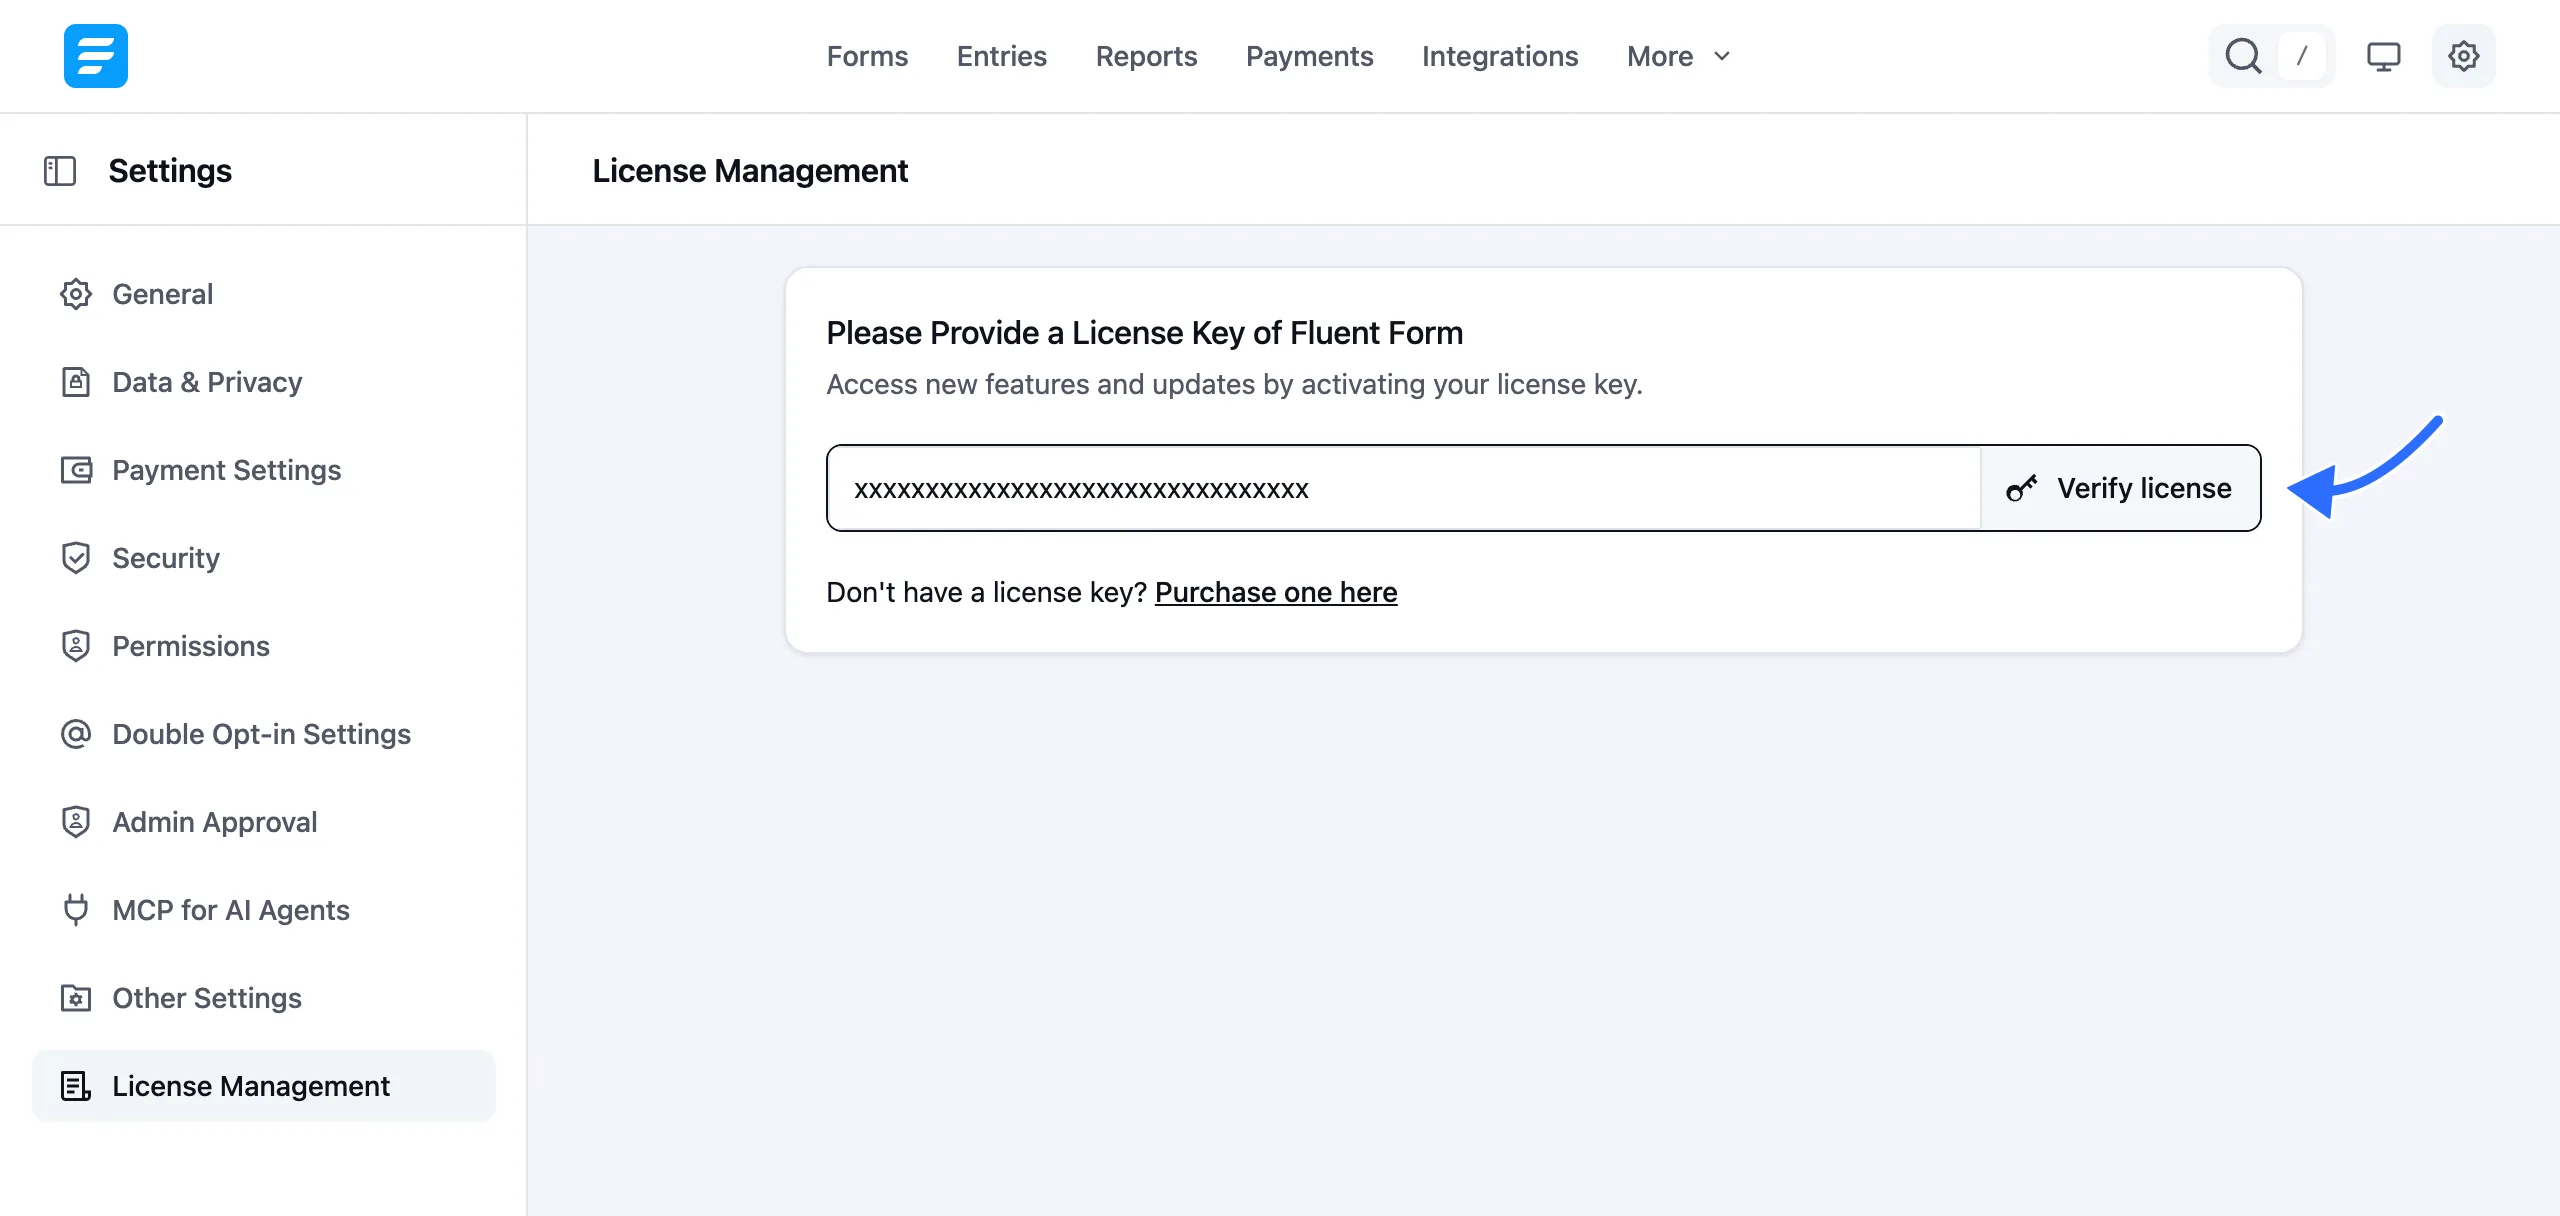 Forms Entries Reports Payments Integrations More /
Settings
License Management
General
Data & Privacy
Payment Settings
Security
Permissions
Double Opt-in Settings
Admin Approval
MCP for AI Agents
Other Settings
License Management
Please Provide a License Key of Fluent Form
Access new features and updates by activating your license key.
xxxxxxxxxxxxxxxxxxxxxxxxxxxxxxxx Verify license
Don't have a license key? Purchase one here